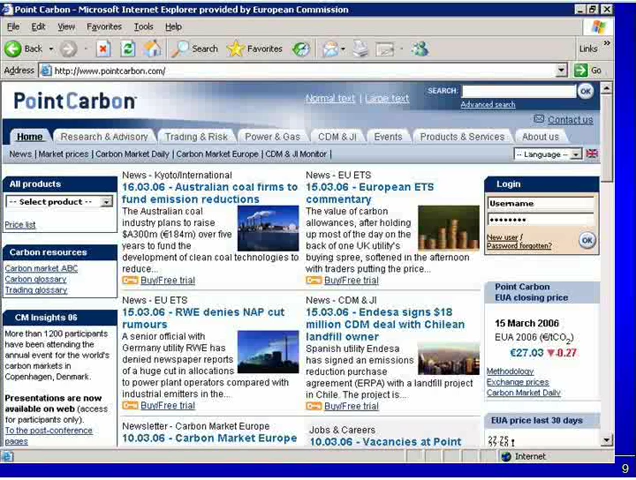 Point Carbon - Microsoft Internet Explorer provided by European Commission
File Edit View Favorites Tools Help
Back Search Favorites Links »
Address http://www.pointcarbon.com/ Go
PointCarbon
Normal text | Large text
SEARCH: OK
Advanced search
Contact us
Home Research & Advisory Trading & Risk Power & Gas CDM & JI Events Products & Services About us
News | Market prices | Carbon Market Daily | Carbon Market Europe | CDM & JI Monitor |
-- Language --
All products
-- Select product --
Price list
Carbon resources
Carbon market ABC
Carbon glossary
Trading glossary
CM Insights 06
More than 1200 participants
have been attending the
annual event for the world's
carbon markets in
Copenhagen, Denmark.
Presentations are now
available on web (access
for participants only).
To the post-conference
pages
News - Kyoto/International
16.03.06 - Australian coal firms to
fund emission reductions
The Australian coal
industry plans to raise
$A300m (€184m) over five
years to fund the
development of clean coal technologies to
reduce...
Buy/Free trial
News - EU ETS
15.03.06 - RWE denies NAP cut
rumours
A senior official with
Germany utility RWE has
denied newspaper reports
of a huge cut in allocations
to power plant operators compared with
industrial emitters in the...
Buy/Free trial
Newsletter - Carbon Market Europe
10.03.06 - Carbon Market Europe
News - EU ETS
15.03.06 - European ETS
commentary
The value of carbon
allowances, after holding
up most of the day on the
back of one UK utility's
buying spree, softened in the afternoon
with traders putting the price...
Buy/Free trial
News - CDM & JI
15.03.06 - Endesa signs $18
million CDM deal with Chilean
landfill owner
Spanish utility Endesa
has signed an emissions
reduction purchase
agreement (ERPA) with a landfill project
in Chile. The project is...
Buy/Free trial
Jobs & Careers
10.03.06 - Vacancies at Point
Login
Username
••••••••
New user /
Password forgotten?
OK
Point Carbon
EUA closing price
15 March 2006
EUA 2006 (€/tCO2)
€27.03 ▼-0.27
Methodology
Exchange prices
Carbon Market Daily
EUA price last 30 days
Internet
9